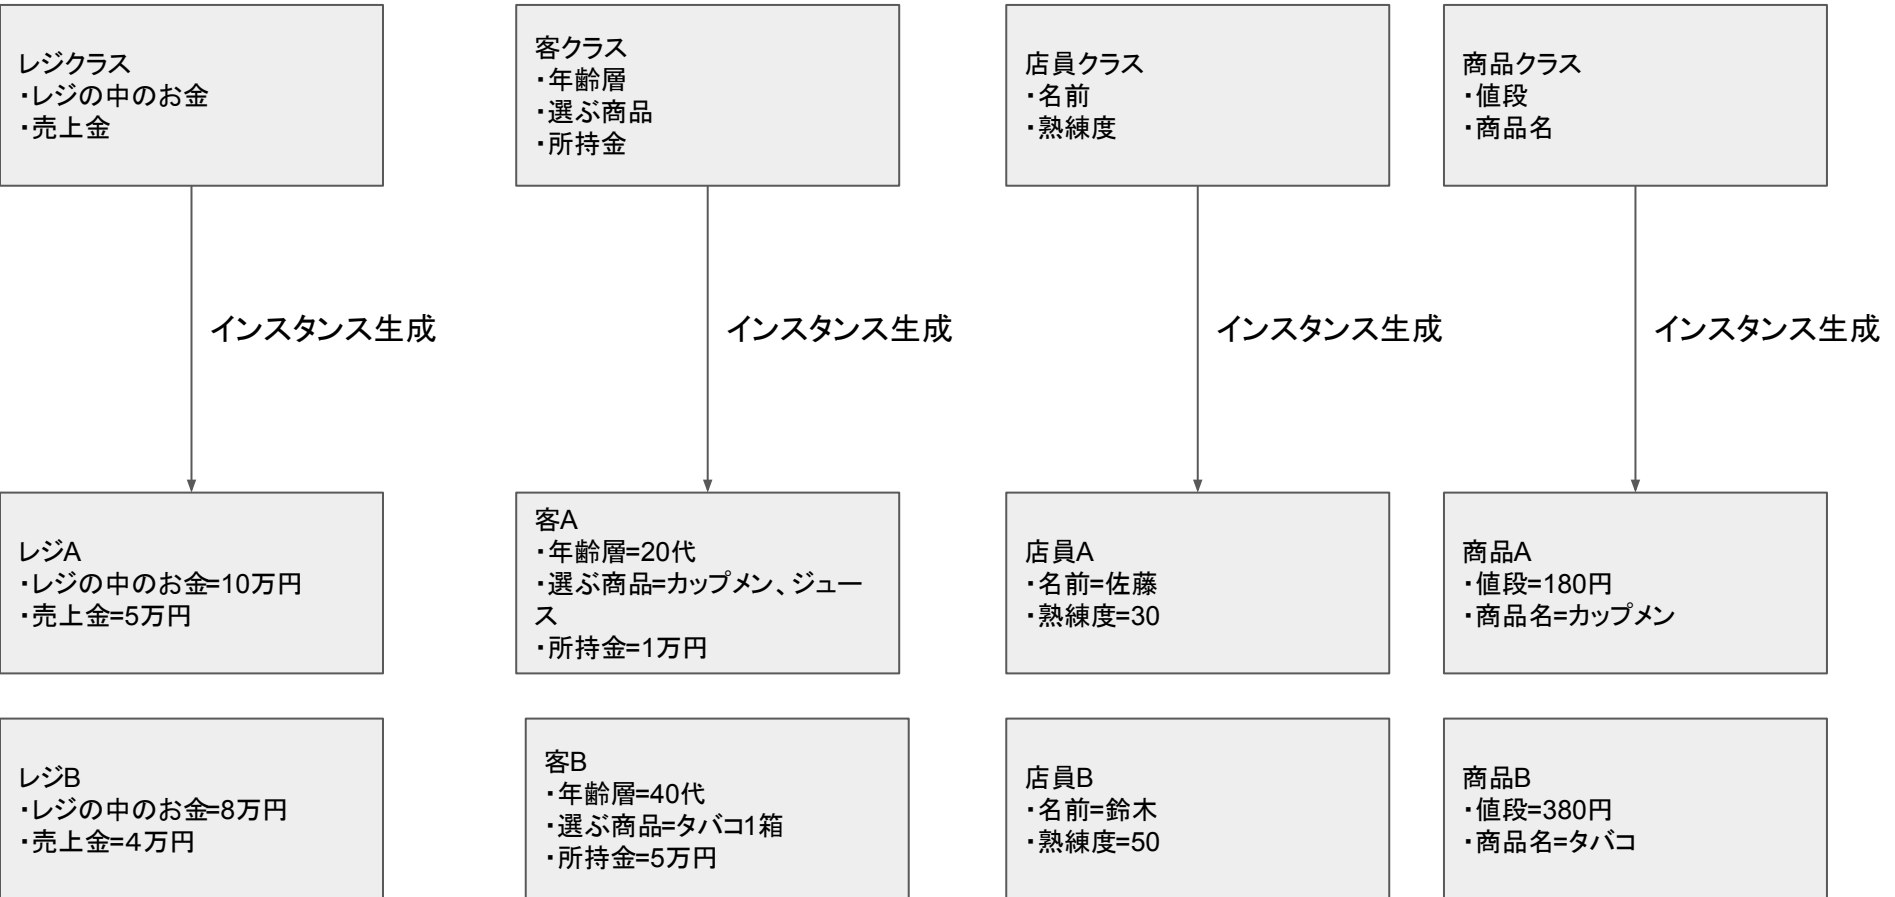 レジクラス
・レジの中のお金
・売上金
客クラス
・年齢層
・選ぶ商品
・所持金
店員クラス
・名前
・熟練度
商品クラス
・値段
・商品名
インスタンス生成
インスタンス生成
インスタンス生成
インスタンス生成
レジA
・レジの中のお金=10万円
・売上金=5万円
客A
・年齢層=20代
・選ぶ商品=カップメン、ジュー
ス
・所持金=1万円
店員A
・名前=佐藤
・熟練度=30
商品A
・値段=180円
・商品名=カップメン
レジB
・レジの中のお金=8万円
・売上金=４万円
客B
・年齢層=40代
・選ぶ商品=タバコ1箱
・所持金=5万円
店員B
・名前=鈴木
・熟練度=50
商品B
・値段=380円
・商品名=タバコ